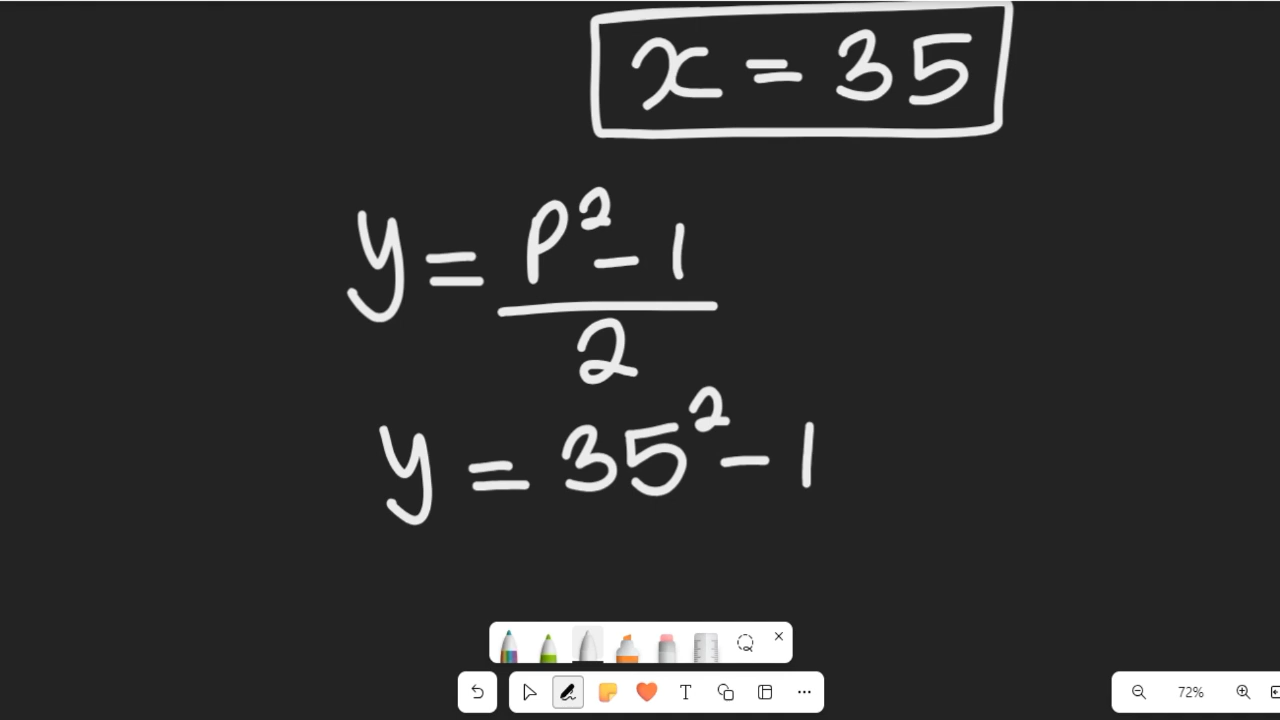 x = 35
y = p² - 1
2
y = 35² - 1
72%